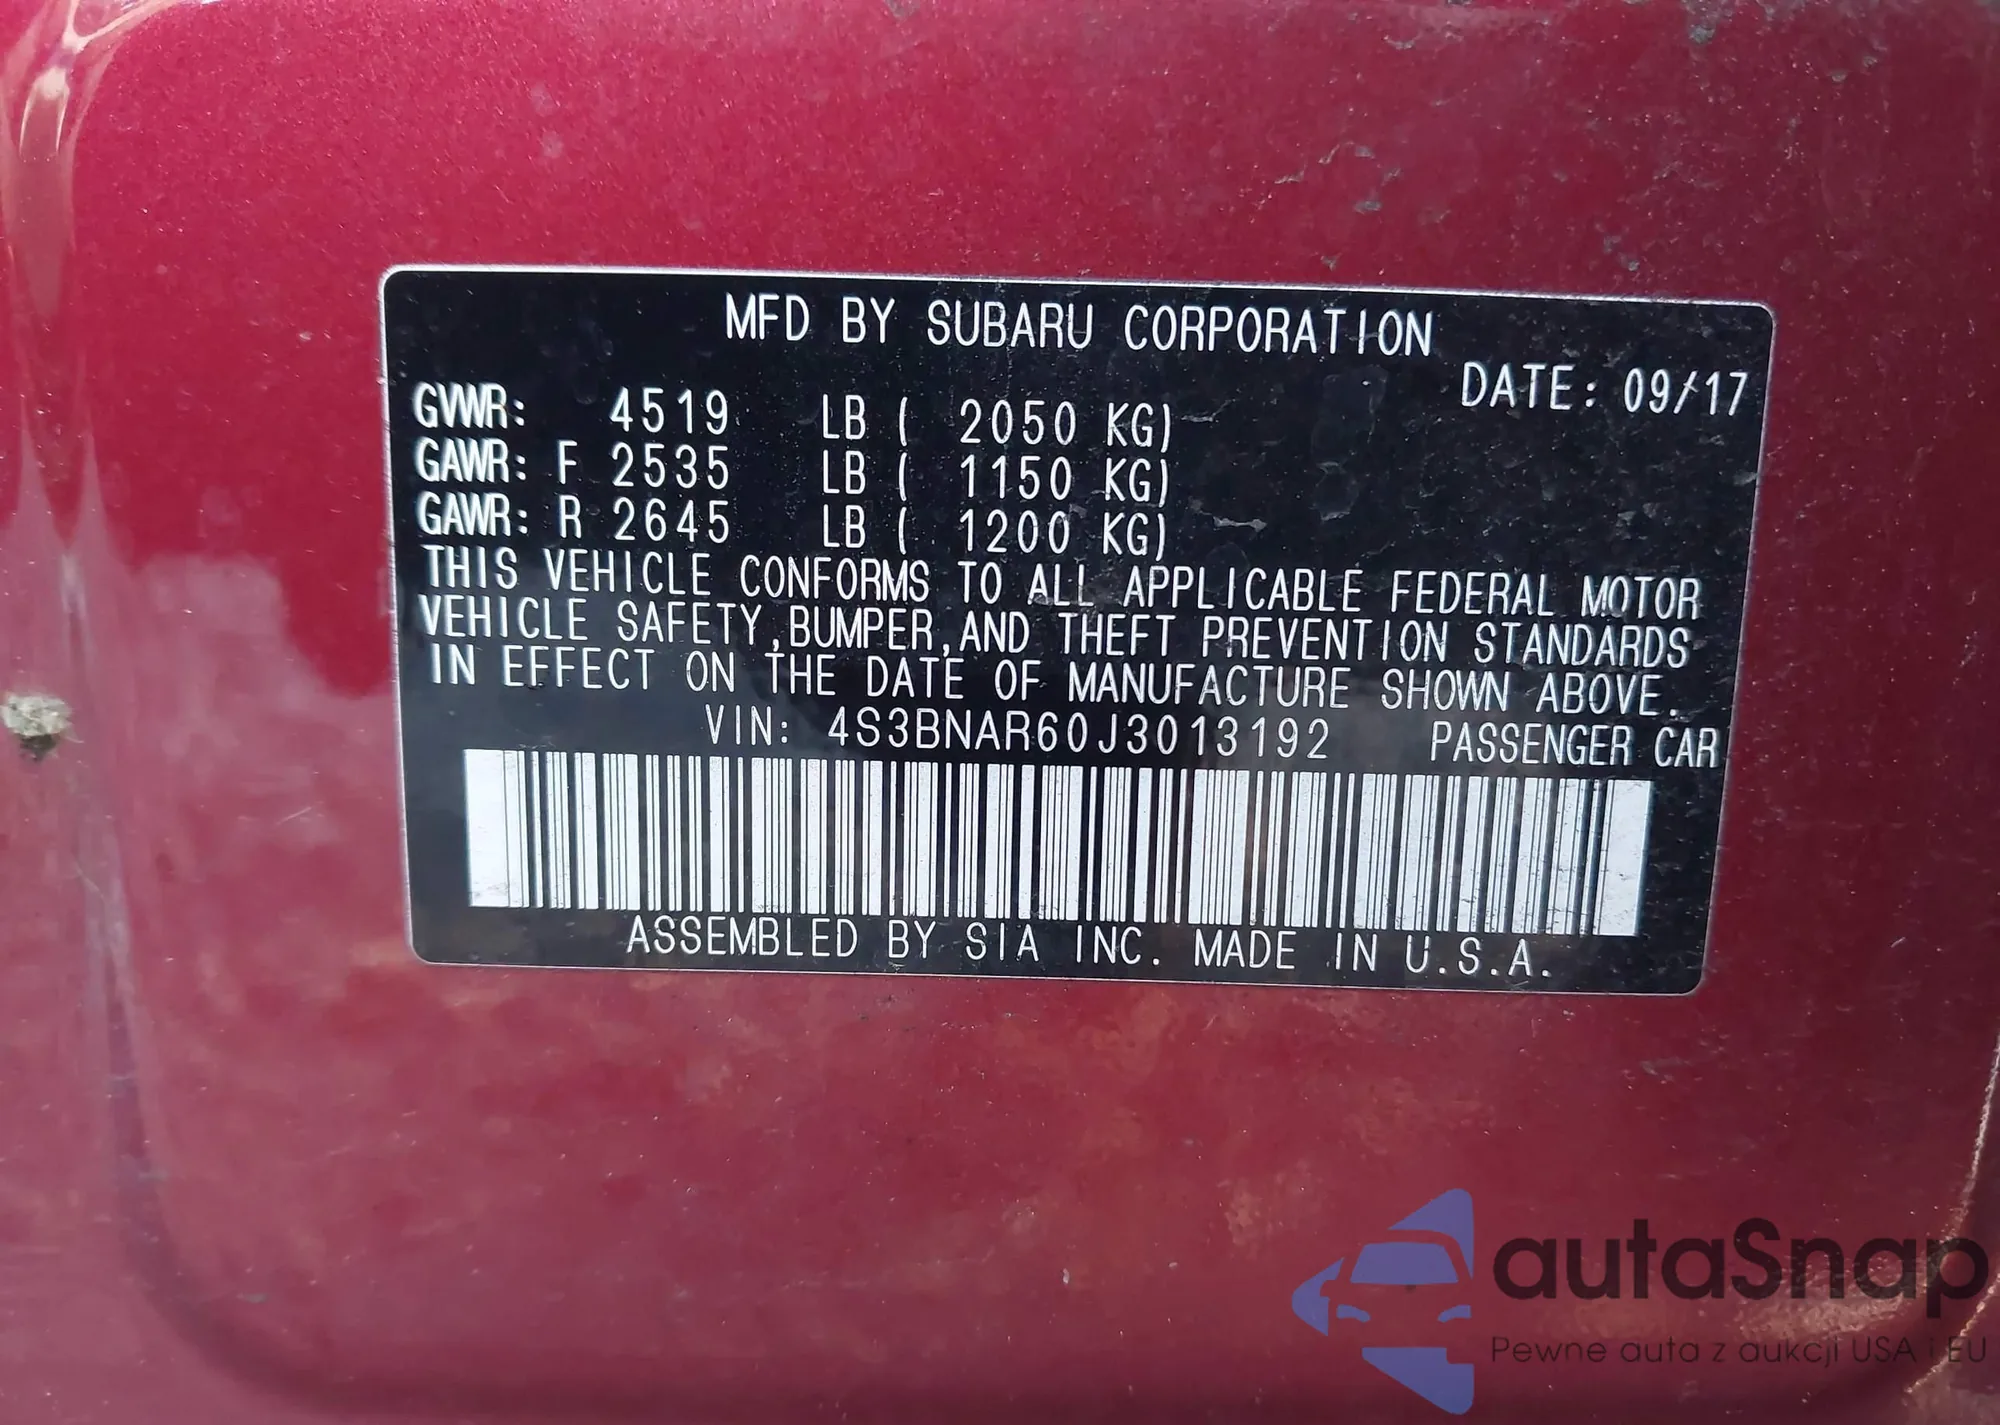 MFD BY SUBARU CORPORATION
DATE: 09/17
GVWR: 4519 LB ( 2050 KG)
GAWR: F 2535 LB ( 1150 KG)
GAWR: R 2645 LB ( 1200 KG)
THIS VEHICLE CONFORMS TO ALL APPLICABLE FEDERAL MOTOR
VEHICLE SAFETY,BUMPER,AND THEFT PREVENTION STANDARDS
IN EFFECT ON THE DATE OF MANUFACTURE SHOWN ABOVE.
VIN: 4S3BNAR60J3013192 PASSENGER CAR
ASSEMBLED BY SIA INC. MADE IN U.S.A.
autaSnap
Pewne auta z aukcji USA i EU